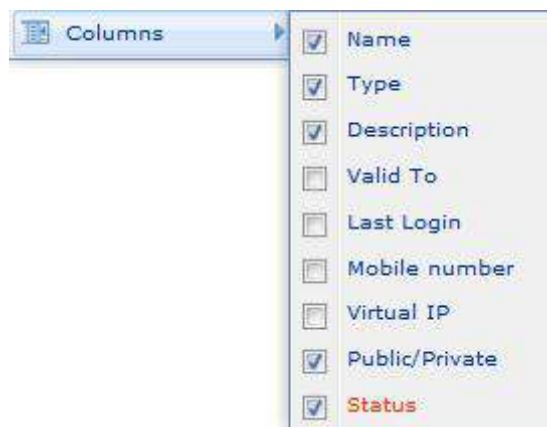 Columns
Name
Type
Description
Valid To
Last Login
Mobile number
Virtual IP
Public/Private
Status